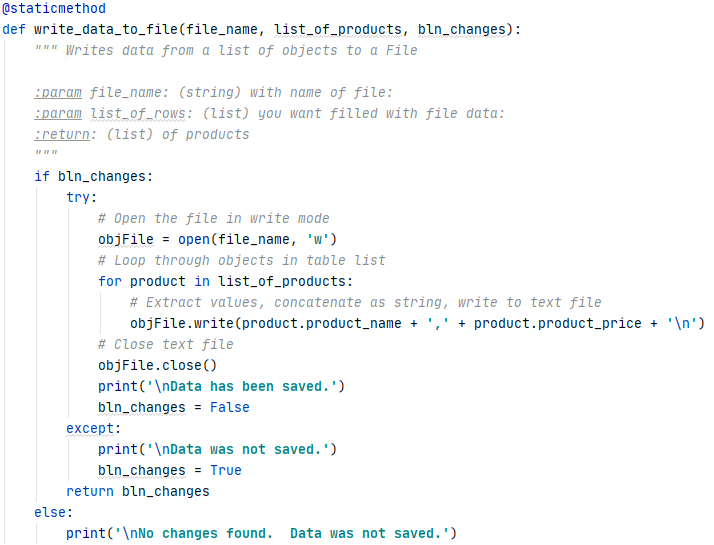 @staticmethod
def write_data_to_file(file_name, list_of_products, bln_changes):
    """ Writes data from a list of objects to a File

    :param file_name: (string) with name of file:
    :param list_of_rows: (list) you want filled with file data:
    :return: (list) of products
    """
    if bln_changes:
        try:
            # Open the file in write mode
            objFile = open(file_name, 'w')
            # Loop through objects in table list
            for product in list_of_products:
                # Extract values, concatenate as string, write to text file
                objFile.write(product.product_name + ',' + product.product_price + '\n')
            # Close text file
            objFile.close()
            print('\nData has been saved.')
            bln_changes = False
        except:
            print('\nData was not saved.')
            bln_changes = True
        return bln_changes
    else:
        print('\nNo changes found.  Data was not saved.')